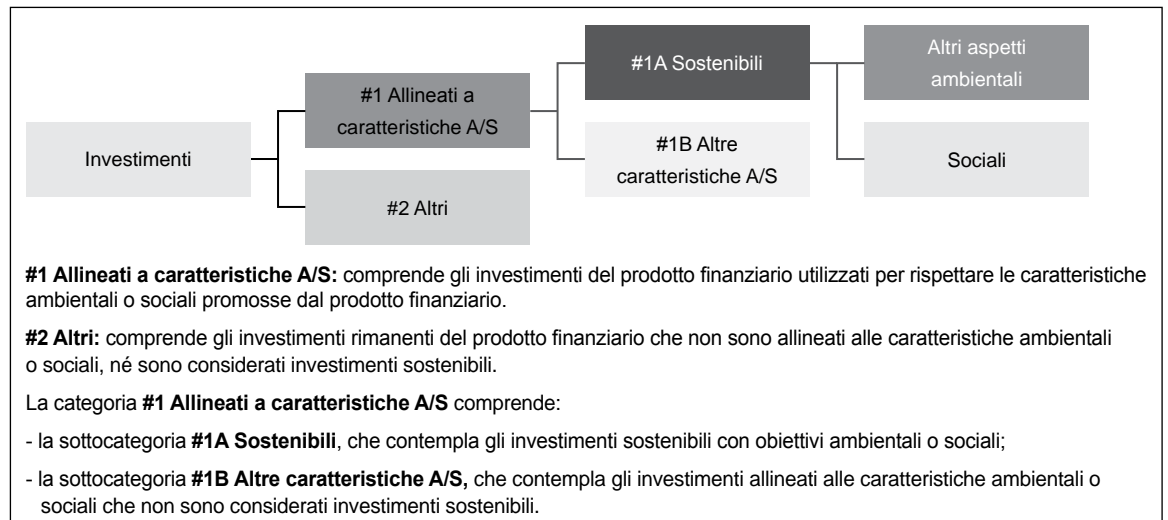 Investimenti
#1 Allineati a
caratteristiche A/S
#2 Altri
#1A Sostenibili
#1B Altre
caratteristiche A/S
Altri aspetti
ambientali
Sociali
#1 Allineati a caratteristiche A/S: comprende gli investimenti del prodotto finanziario utilizzati per rispettare le caratteristiche
ambientali o sociali promosse dal prodotto finanziario.
#2 Altri: comprende gli investimenti rimanenti del prodotto finanziario che non sono allineati alle caratteristiche ambientali
o sociali, né sono considerati investimenti sostenibili.
La categoria #1 Allineati a caratteristiche A/S comprende:
- la sottocategoria #1A Sostenibili, che contempla gli investimenti sostenibili con obiettivi ambientali o sociali;
- la sottocategoria #1B Altre caratteristiche A/S, che contempla gli investimenti allineati alle caratteristiche ambientali o
sociali che non sono considerati investimenti sostenibili.